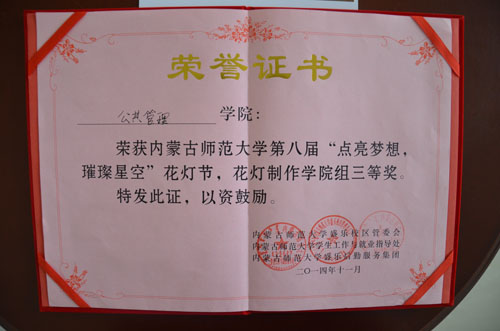 荣誉证书
公共管理 学院：
荣获内蒙古师范大学第八届“点亮梦想，
璀璨星空”花灯节，花灯制作学院组三等奖。
特发此证，以资鼓励。
内蒙古师范大学盛乐校区管委会
内蒙古师范大学学生工作与就业指导处
内蒙古师范大学盛乐后勤服务集团
二〇一四年十一月